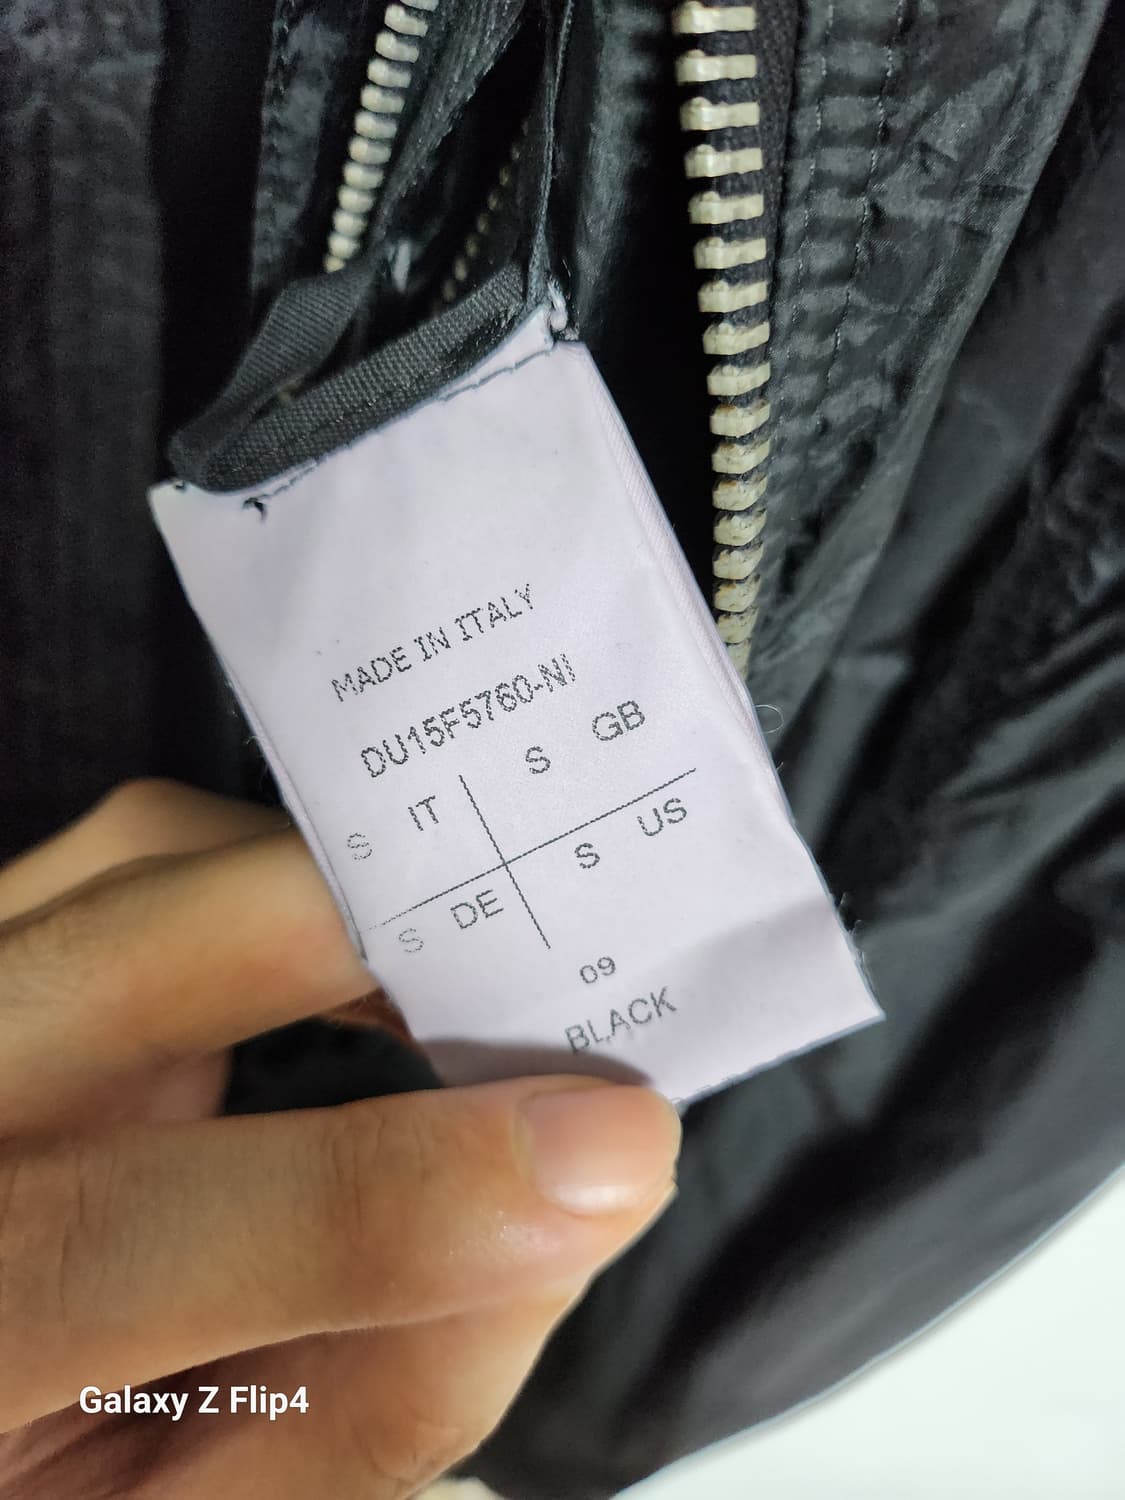 MADE IN ITALY
DU15F5760-NI
S IT
S GB
S DE
S US
09
BLACK
Galaxy Z Flip4